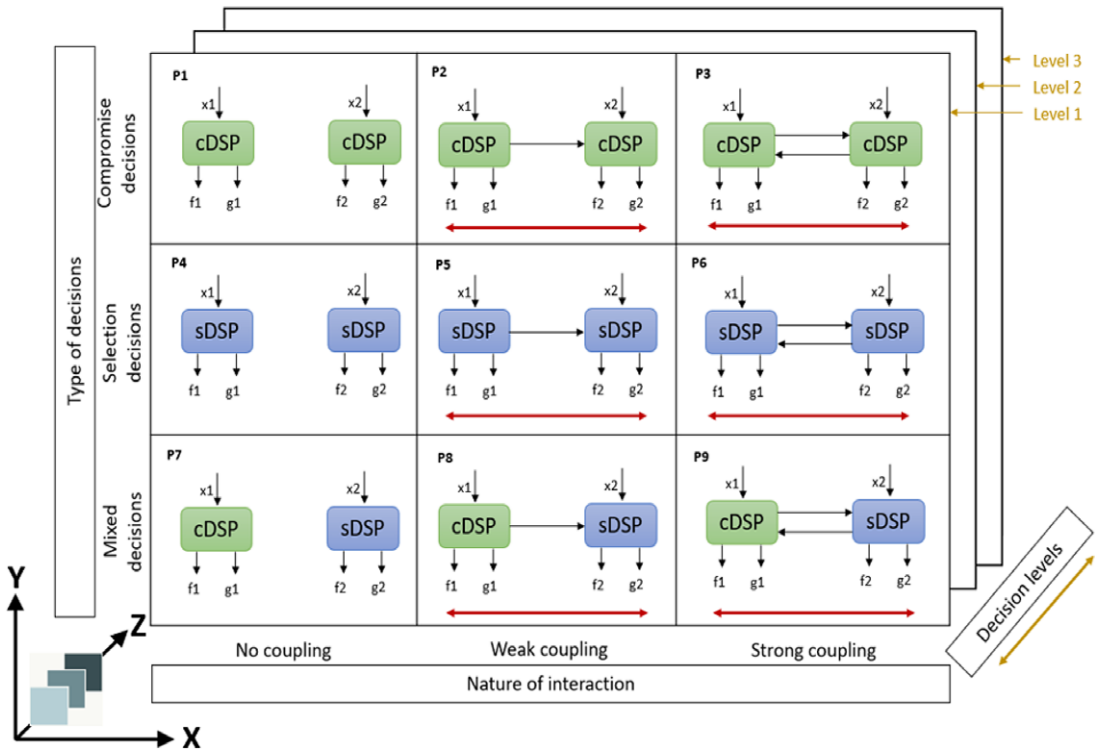 Level 3
Level 2
Level 1
Type of decisions
Compromise decisions
Selection decisions
Mixed decisions
P1
x1
x2
cDSP
cDSP
f1
g1
f2
g2
P2
x1
x2
cDSP
cDSP
f1
g1
f2
g2
P3
x1
x2
cDSP
cDSP
f1
g1
f2
g2
P4
x1
x2
sDSP
sDSP
f1
g1
f2
g2
P5
x1
x2
sDSP
sDSP
f1
g1
f2
g2
P6
x1
x2
sDSP
sDSP
f1
g1
f2
g2
P7
x1
x2
cDSP
sDSP
f1
g1
f2
g2
P8
x1
x2
cDSP
sDSP
f1
g1
f2
g2
P9
x1
x2
cDSP
sDSP
f1
g1
f2
g2
No coupling
Weak coupling
Strong coupling
Nature of interaction
Decision levels
Y
Z
X